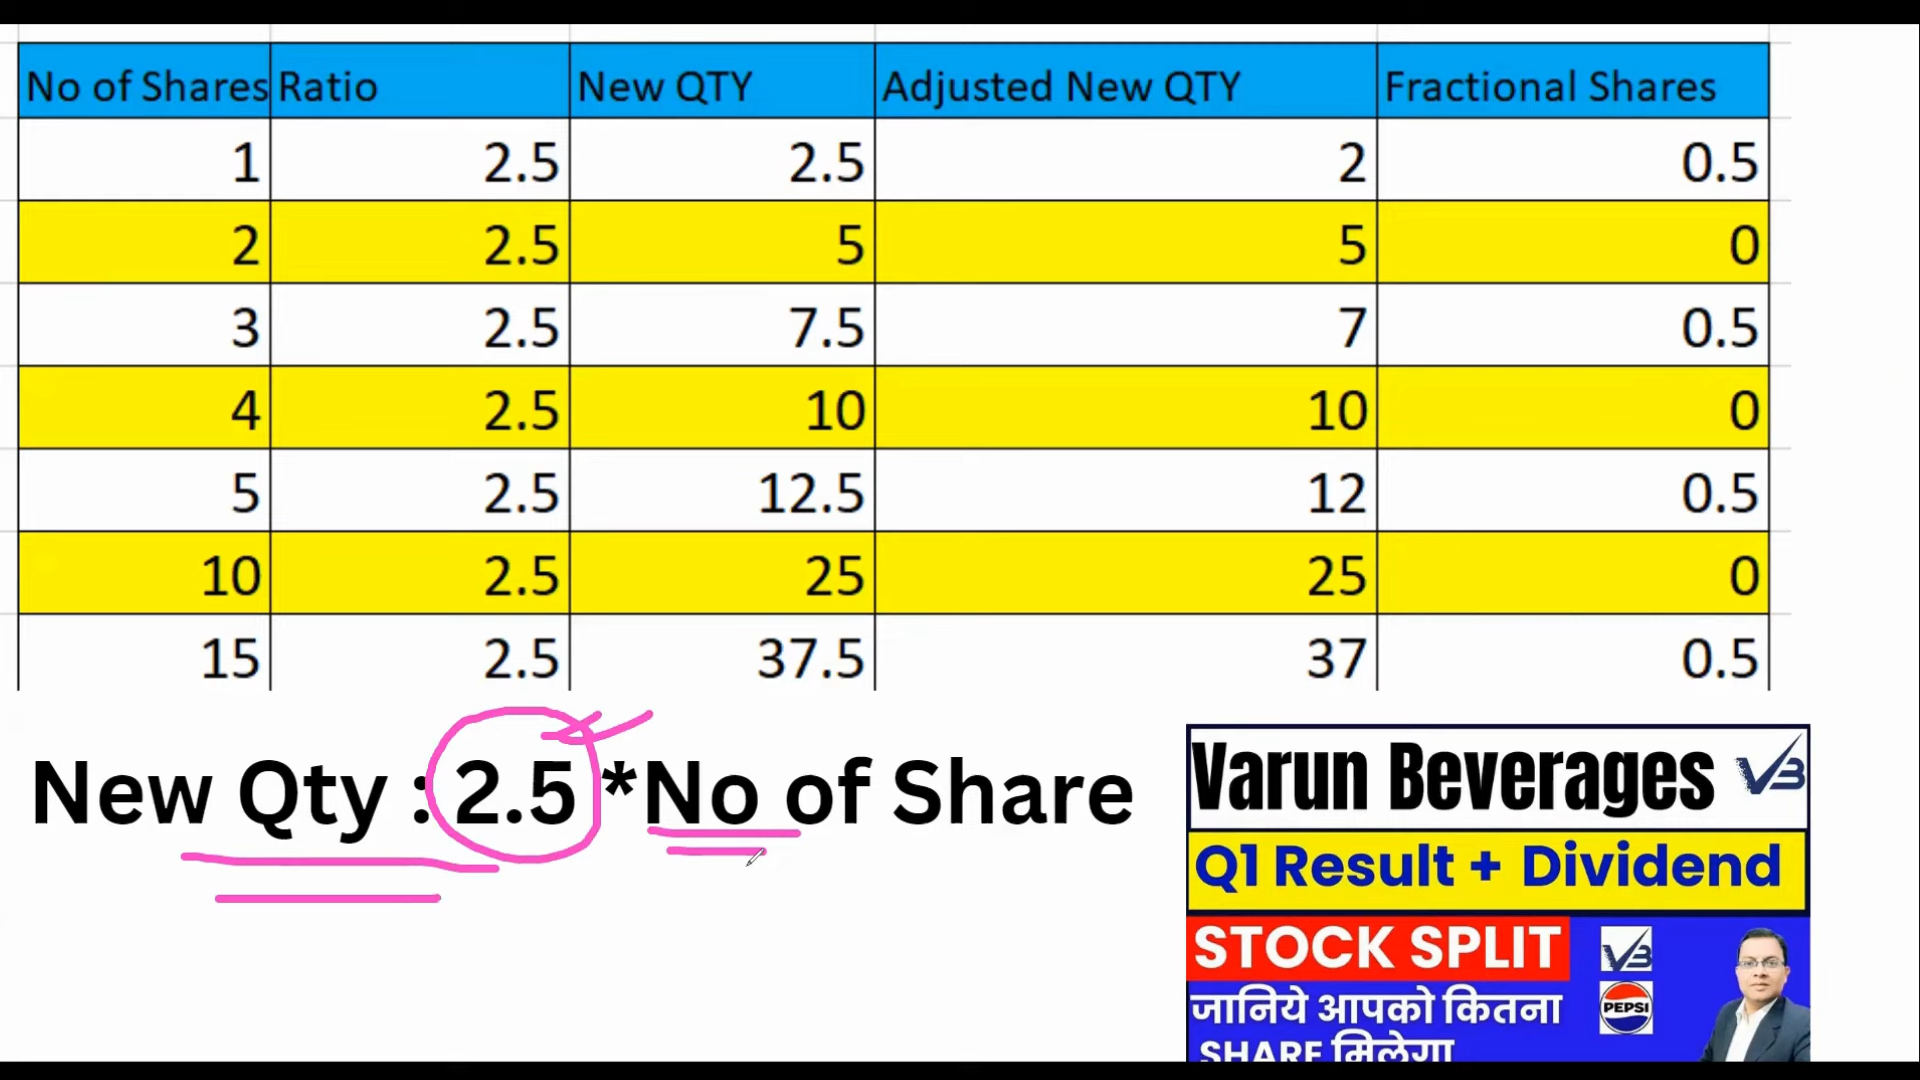 No of Shares Ratio New QTY Adjusted New QTY Fractional Shares
1 2.5 2.5 2 0.5
2 2.5 5 5 0
3 2.5 7.5 7 0.5
4 2.5 10 10 0
5 2.5 12.5 12 0.5
10 2.5 25 25 0
15 2.5 37.5 37 0.5
New Qty : 2.5 *No of Share
Varun Beverages VB
Q1 Result + Dividend
STOCK SPLIT VB
जानिये आपको कितना PEPSI
SHARE मिलेगा